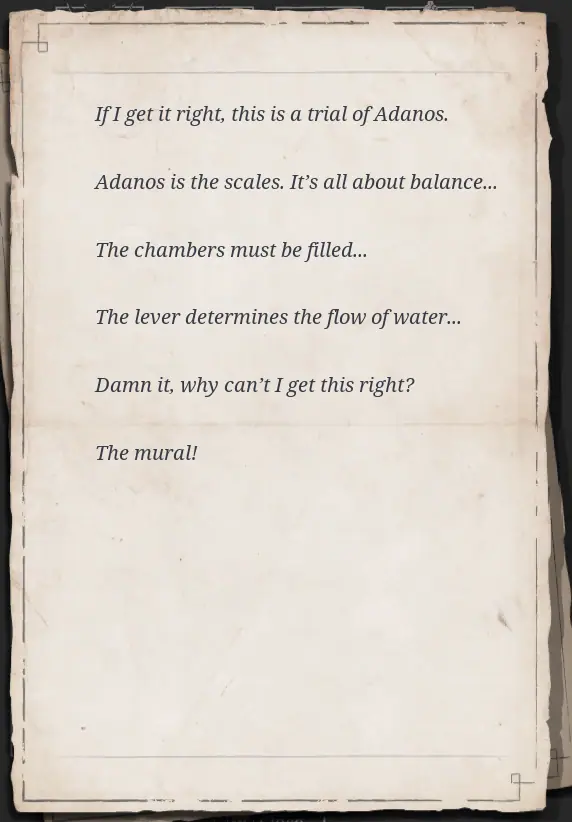 If I get it right, this is a trial of Adanos.
Adanos is the scales. It’s all about balance...
The chambers must be filled...
The lever determines the flow of water...
Damn it, why can’t I get this right?
The mural!